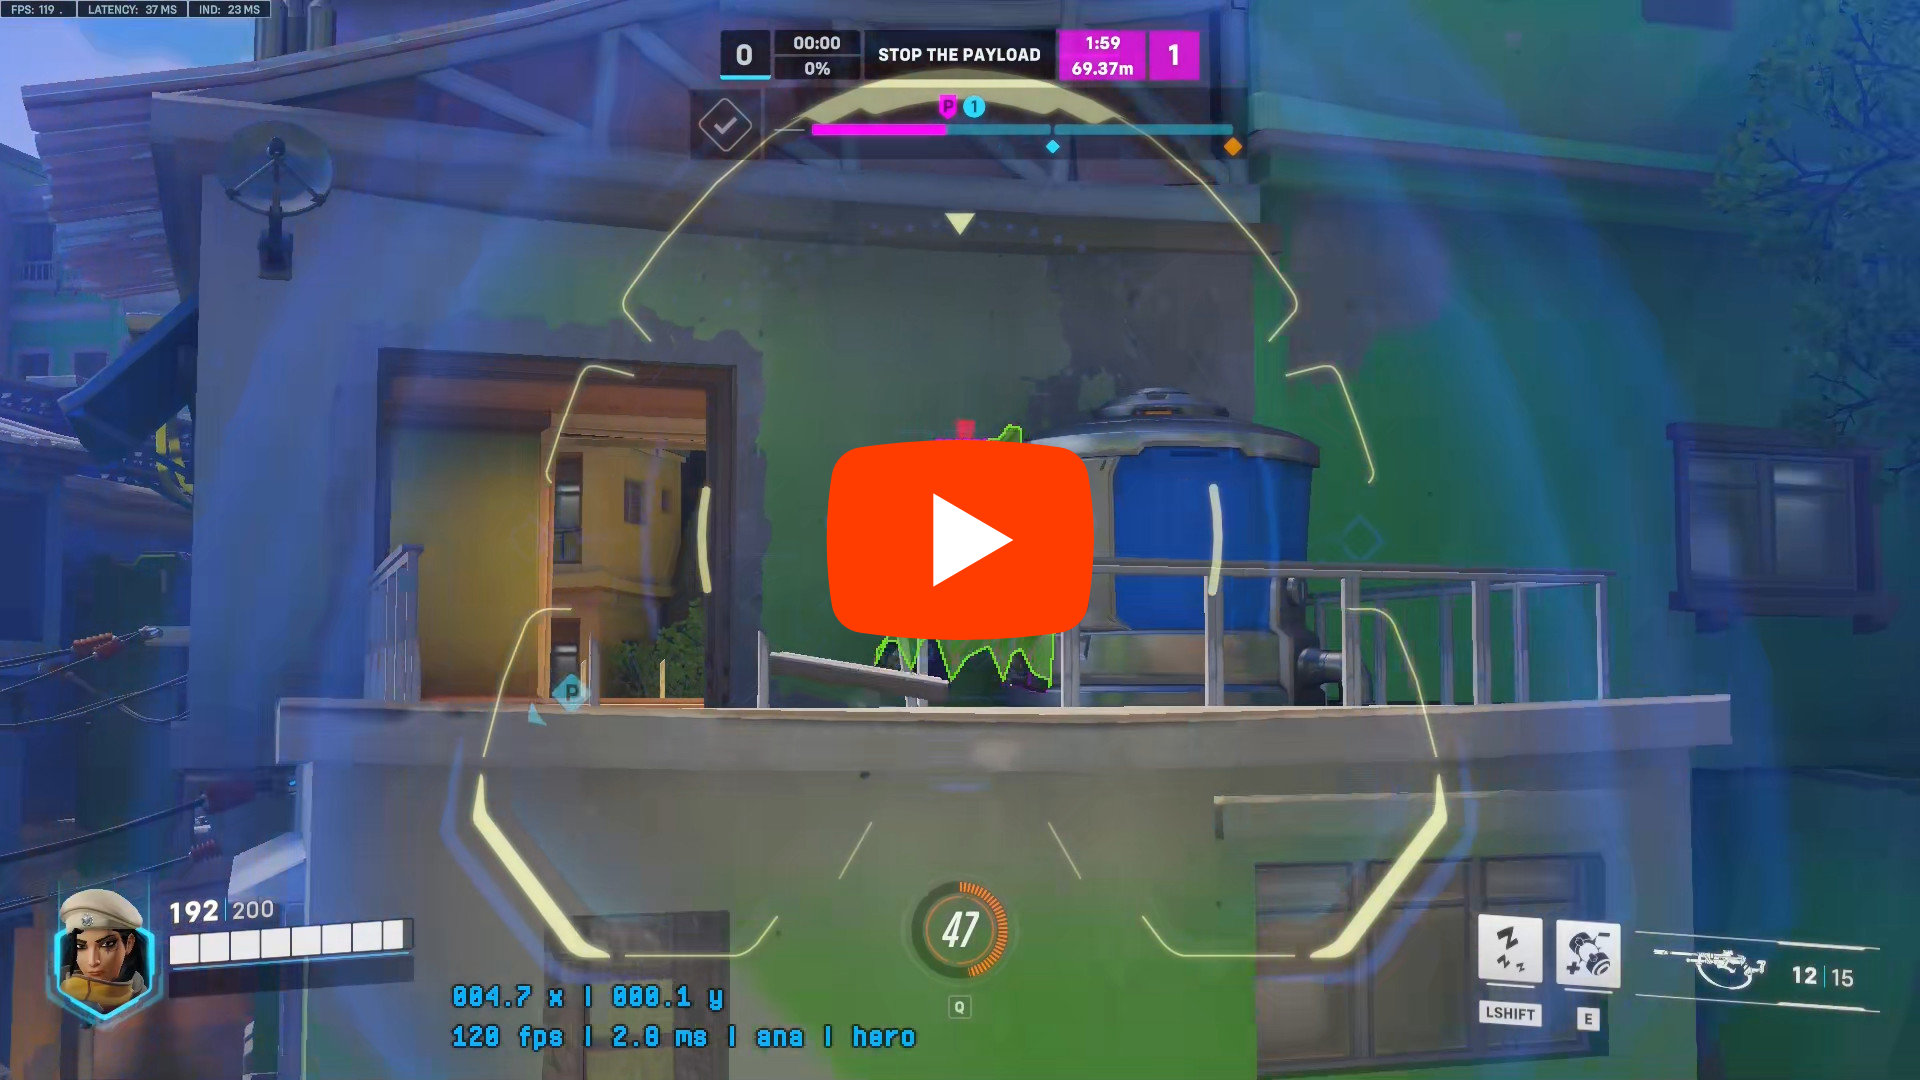 FPS: 119 . LATENCY: 37 MS IND: 23 MS
0 00:00 0% STOP THE PAYLOAD 1:59 69.37m 1
P 1
P
47
Q
192 | 200
004.7 x | 000.1 y
120 fps | 2.0 ms | ana | hero
Z z z
LSHIFT E
12 | 15